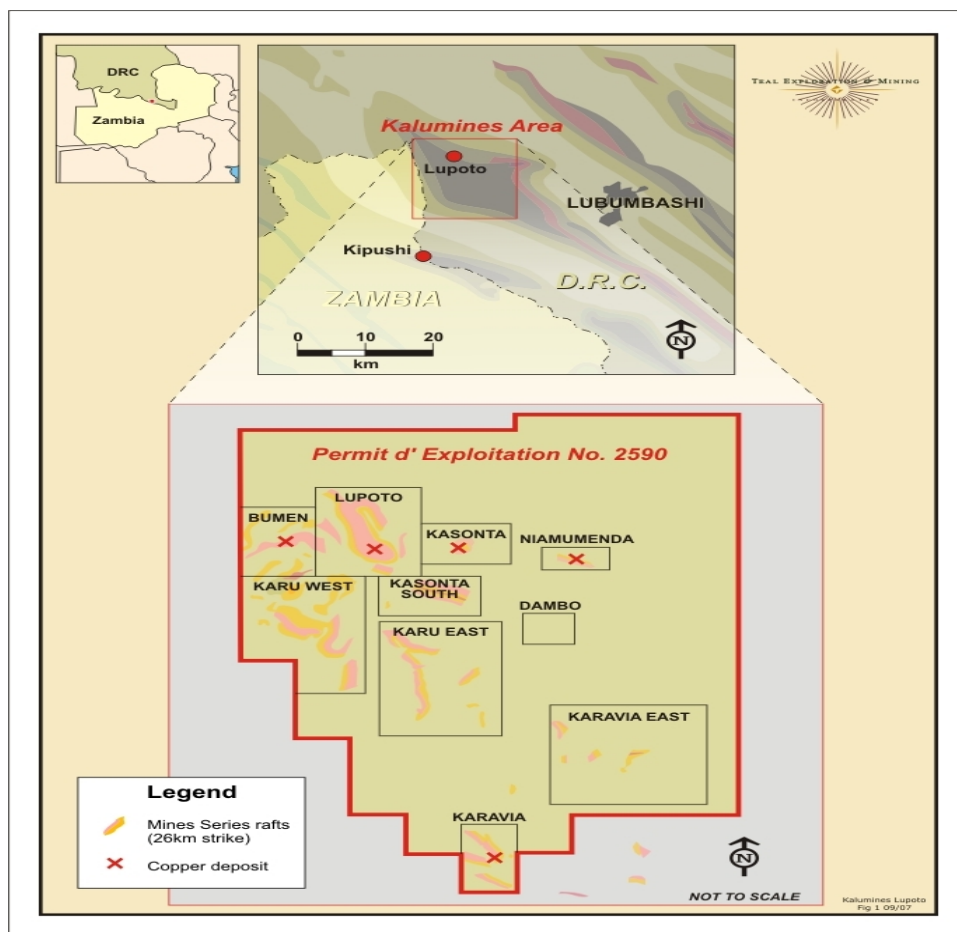 DRC
Zambia
TEAL EXPLORATION & MINING
Kalumines Area
Lupoto
LUBUMBASHI
Kipushi
D.R.C.
ZAMBIA
0 10 20
km
N
Permit d' Exploitation No. 2590
LUPOTO
BUMEN
KASONTA
NIAMUMENDA
KARU WEST
KASONTA
SOUTH
DAMBO
KARU EAST
KARAVIA EAST
KARAVIA
Legend
Mines Series rafts
(26km strike)
Copper deposit
N
NOT TO SCALE
Kalumines Lupoto
Fig 1 09/07